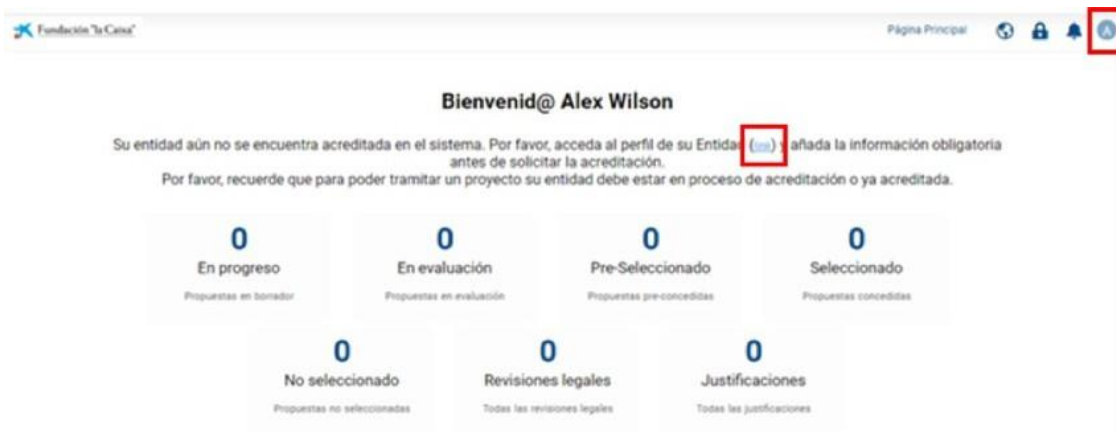 Fundación "la Caixa"
Página Principal
A
Bienvenid@ Alex Wilson
Su entidad aún no se encuentra acreditada en el sistema. Por favor, acceda al perfil de su Entidad (link) y añada la información obligatoria
antes de solicitar la acreditación.
Por favor, recuerde que para poder tramitar un proyecto su entidad debe estar en proceso de acreditación o ya acreditada.
0 0 0 0
En progreso En evaluación Pre-Seleccionado Seleccionado
Propuestas en borrador Propuestas en evaluación Propuestas pre-concedidas Propuestas concedidas
0 0 0
No seleccionado Revisiones legales Justificaciones
Propuestas no seleccionadas Todas las revisiones legales Todas las justificaciones